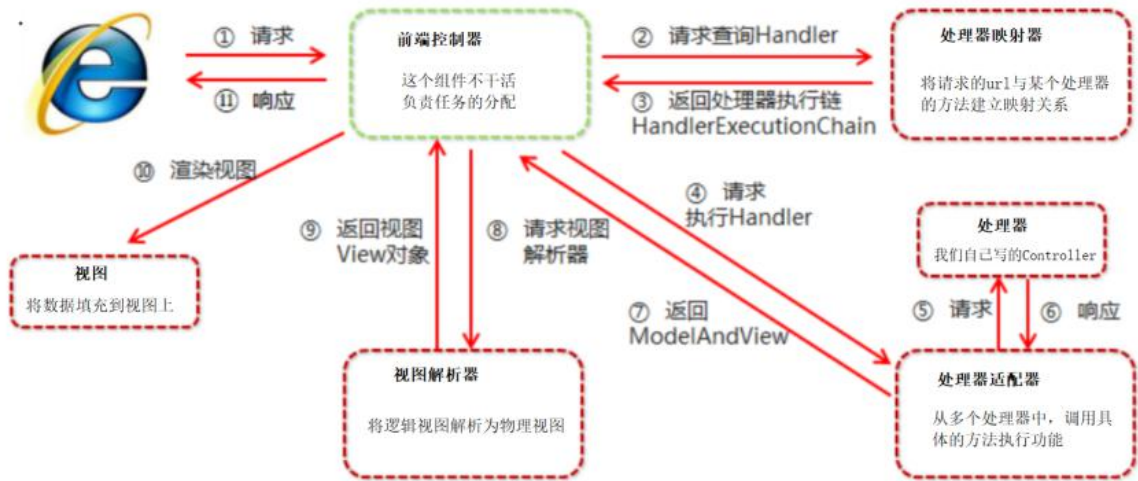 ① 请求
⑪ 响应
前端控制器
这个组件不干活
负责任务的分配
② 请求查询Handler
③ 返回处理器执行链
HandlerExecutionChain
处理器映射器
将请求的url与某个处理器
的方法建立映射关系
⑩ 渲染视图
⑨ 返回视图
View对象
⑧ 请求视图
解析器
④ 请求
执行Handler
处理器
我们自己写的Controller
视图
将数据填充到视图上
⑦ 返回
ModelAndView
⑤ 请求
⑥ 响应
视图解析器
将逻辑视图解析为物理视图
处理器适配器
从多个处理器中，调用具
体的方法执行功能